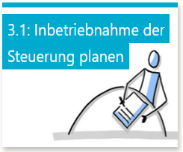 3.1: Inbetriebnahme der
Steuerung planen